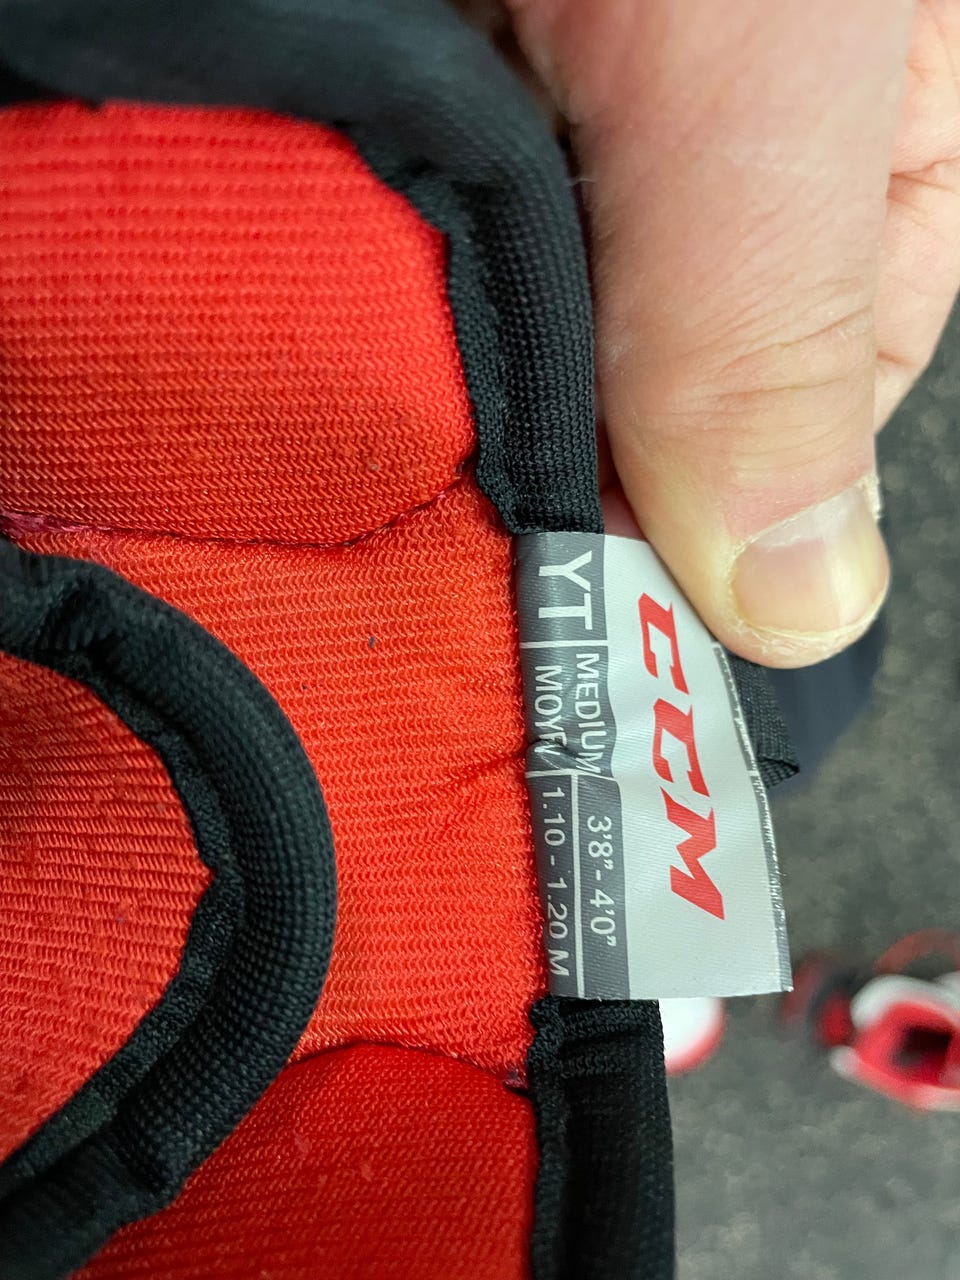 CCM
YT
MEDIUM
MOYEN
3'8"-4'0"
1.10 - 1.20 M